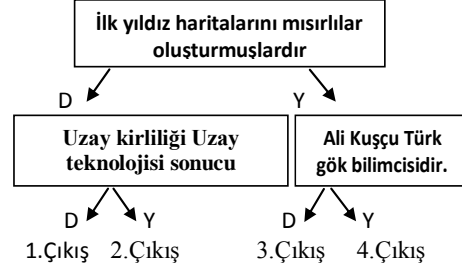 İlk yıldız haritalarını mısırlılar
oluşturmuşlardır
D Y
Uzay kirliliği Uzay
teknolojisi sonucu
Ali Kuşçu Türk
gök bilimcisidir.
D Y D Y
1.Çıkış 2.Çıkış 3.Çıkış 4.Çıkış